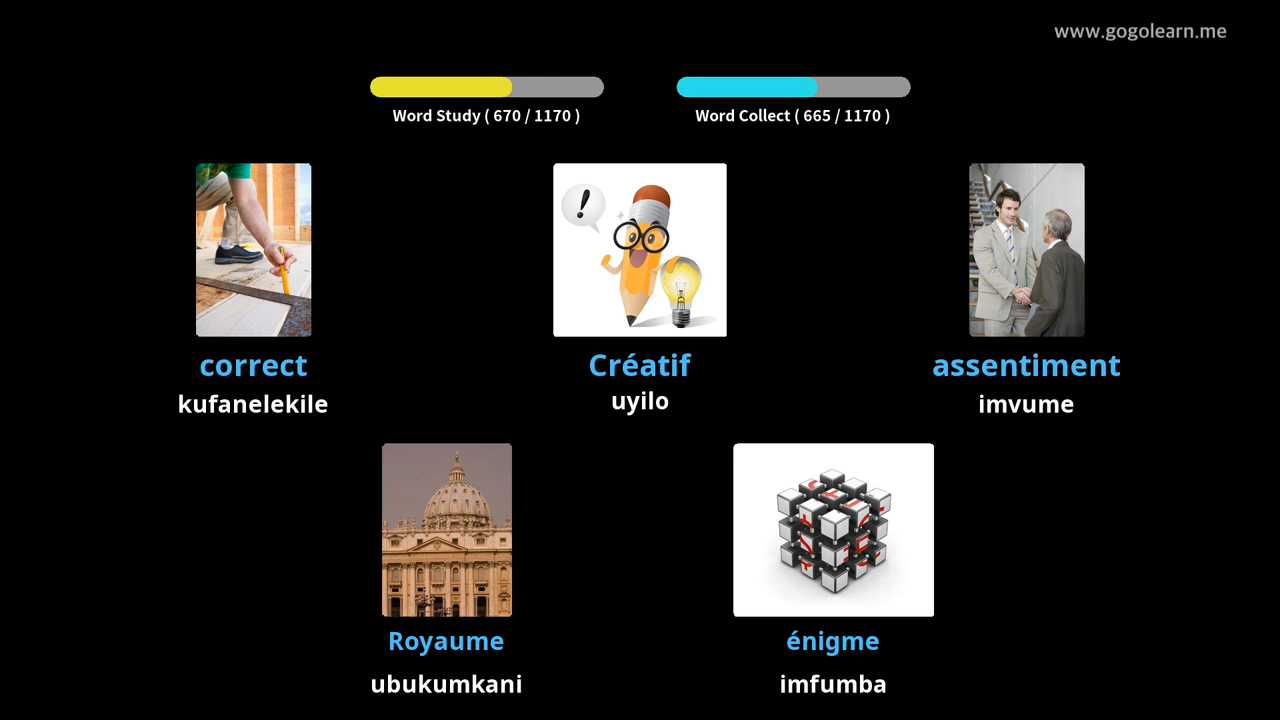 www.gogolearn.me
Word Study ( 670 / 1170 )
Word Collect ( 665 / 1170 )
!
correct
kufanelekile
Créatif
uyilo
assentiment
imvume
Royaume
ubukumkani
énigme
imfumba